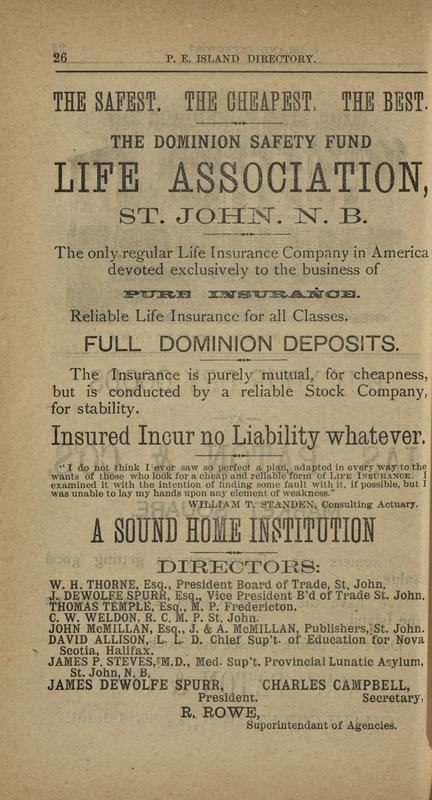 26 P. E. ISLAND DIRECTORY.
THE SAFEST. THE CHEAPEST. THE BEST.
THE DOMINION SAFETY FUND
LIFE ASSOCIATION,
ST. JOHN. N. B.
The only regular Life Insurance Company in America
devoted exclusively to the business of
PURE INSURANCE.
Reliable Life Insurance for all Classes.
FULL DOMINION DEPOSITS.
The Insurance is purely mutual, for cheapness,
but is conducted by a reliable Stock Company,
for stability.
Insured Incur no Liability whatever.
"I do not think I ever saw so perfect a plan, adapted in every way to the
wants of those who look for a cheap and reliable form of LIFE INSURANCE. I
examined it with the intention of finding some fault with it, if possible, but I
was unable to lay my hands upon any element of weakness."
WILLIAM T. STANDEN, Consulting Actuary.
A SOUND HOME INSTITUTION
DIRECTORS:
W. H. THORNE, Esq., President Board of Trade, St, John,
J. DEWOLFE SPURR, Esq., Vice President B'd of Trade St. John.
THOMAS TEMPLE, Esq., M. P. Fredericton.
C. W. WELDON, R. C, M. P. St. John.
JOHN McMILLAN, Esq., J. & A. McMILLAN, Publishers, St. John.
DAVID ALLISON, L. L. D. Chief Sup't. of Education for Nova
Scotia, Halifax.
JAMES P. STEVES, M.D., Med. Sup't. Provincial Lunatic Asylum,
St. John, N. B,
JAMES DEWOLFE SPURR, CHARLES CAMPBELL,
President. Secretary,
R. ROWE,
Superintendant of Agencies.